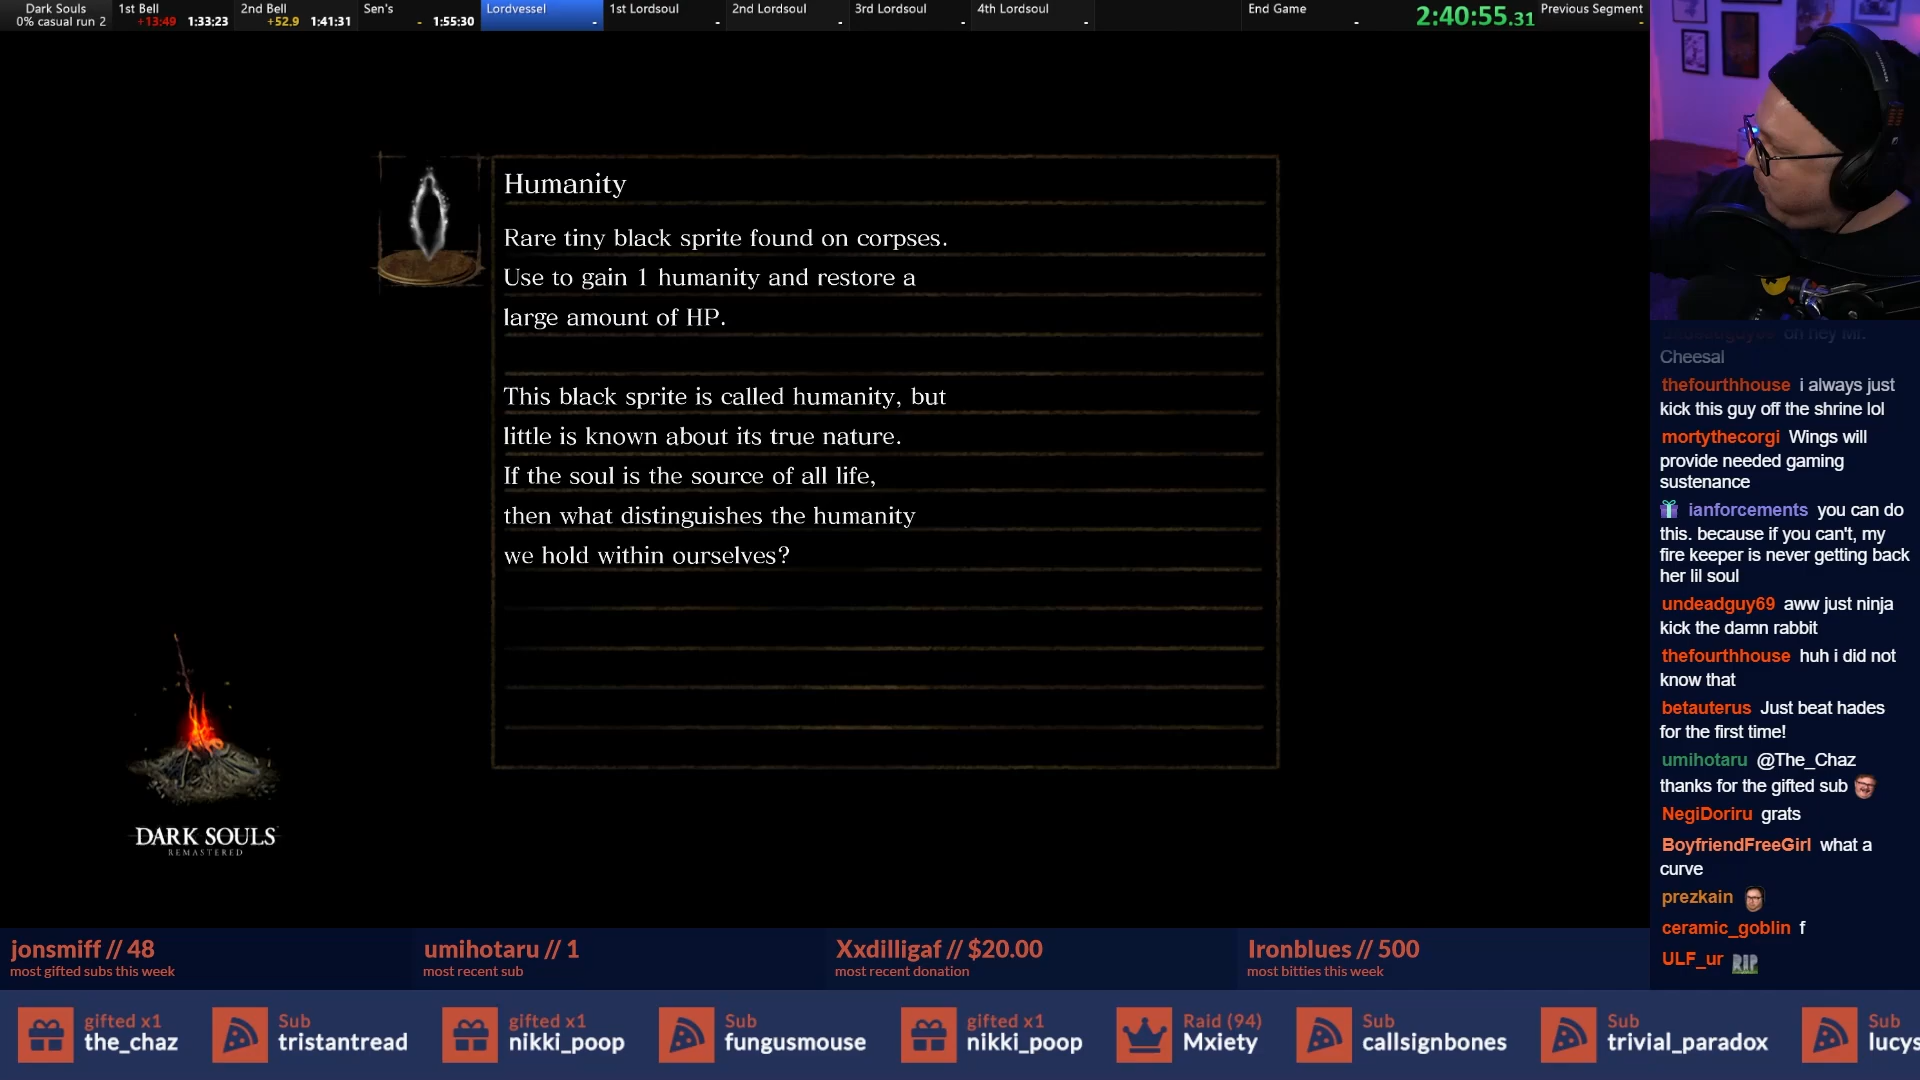 Dark Souls
0% casual run 2
1st Bell
+13:49 1:33:23
2nd Bell
+52.9 1:41:31
Sen's
- 1:55:30
Lordvessel
-
1st Lordsoul
-
2nd Lordsoul
-
3rd Lordsoul
-
4th Lordsoul
-
End Game
-
2:40:55.31
Previous Segment
-
Humanity
Rare tiny black sprite found on corpses.
Use to gain 1 humanity and restore a
large amount of HP.
This black sprite is called humanity, but
little is known about its true nature.
If the soul is the source of all life,
then what distinguishes the humanity
we hold within ourselves?
DARK SOULS
REMASTERED
oh hey Mr.
Cheesal
thefourthhouse i always just
kick this guy off the shrine lol
mortythecorgi Wings will
provide needed gaming
sustenance
ianforcements you can do
this. because if you can't, my
fire keeper is never getting back
her lil soul
undeadguy69 aww just ninja
kick the damn rabbit
thefourthhouse huh i did not
know that
betauterus Just beat hades
for the first time!
umihotaru @The_Chaz
thanks for the gifted sub
NegiDoriru grats
BoyfriendFreeGirl what a
curve
prezkain
ceramic_goblin f
ULF_ur RIP
jonsmiff // 48
most gifted subs this week
umihotaru // 1
most recent sub
Xxdilligaf // $20.00
most recent donation
Ironblues // 500
most bitties this week
gifted x1
the_chaz
Sub
tristantread
gifted x1
nikki_poop
Sub
fungusmouse
gifted x1
nikki_poop
Raid (94)
Mxiety
Sub
callsignbones
Sub
trivial_paradox
Sub
lucys